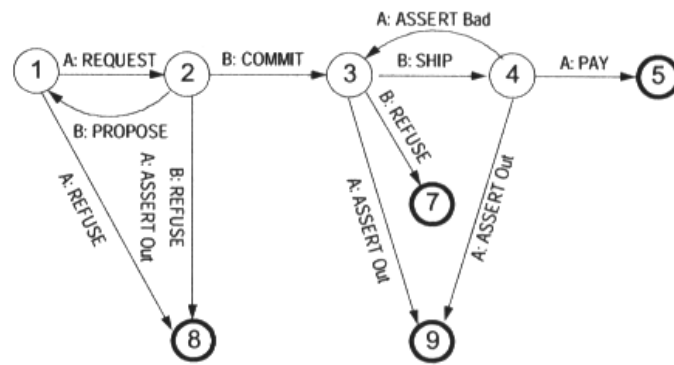 A: ASSERT Bad
1
A: REQUEST
2
B: COMMIT
3
B: SHIP
4
A: PAY
5
B: PROPOSE
B: REFUSE
A: REFUSE
A: ASSERT Out
B: REFUSE
7
A: ASSERT Out
A: ASSERT Out
8
9